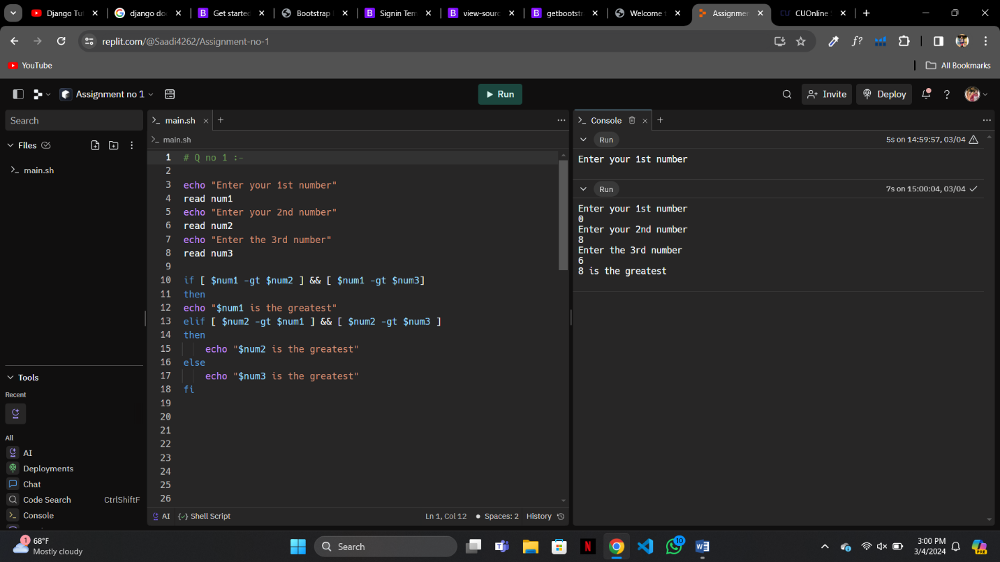 Django Tut
django doc
Get started
Bootstrap
Signin Tem
view-sourc
getbootstr
Welcome t
Assignmen
CU
CUOnline
replit.com/@Saadi4262/Assignment-no-1
f?
YouTube
All Bookmarks
Assignment no 1
Run
Invite
Deploy
Search
Files
main.sh
main.sh
main.sh
1 # Q no 1 :-
2
3 echo "Enter your 1st number"
4 read num1
5 echo "Enter your 2nd number"
6 read num2
7 echo "Enter the 3rd number"
8 read num3
9
10 if [ $num1 -gt $num2 ] && [ $num1 -gt $num3]
11 then
12 echo "$num1 is the greatest"
13 elif [ $num2 -gt $num1 ] && [ $num2 -gt $num3 ]
14 then
15 echo "$num2 is the greatest"
16 else
17 echo "$num3 is the greatest"
18 fi
19
20
21
22
23
24
25
26
Console
Run
5s on 14:59:57, 03/04
Enter your 1st number
Run
7s on 15:00:04, 03/04
Enter your 1st number
0
Enter your 2nd number
8
Enter the 3rd number
6
8 is the greatest
Tools
Recent
All
AI
Deployments
Chat
Code Search CtrlShiftF
Console
AI
Shell Script
Ln 1, Col 12
Spaces: 2
History
1
68°F
Mostly cloudy
Search
10
3:00 PM
3/4/2024
PRE